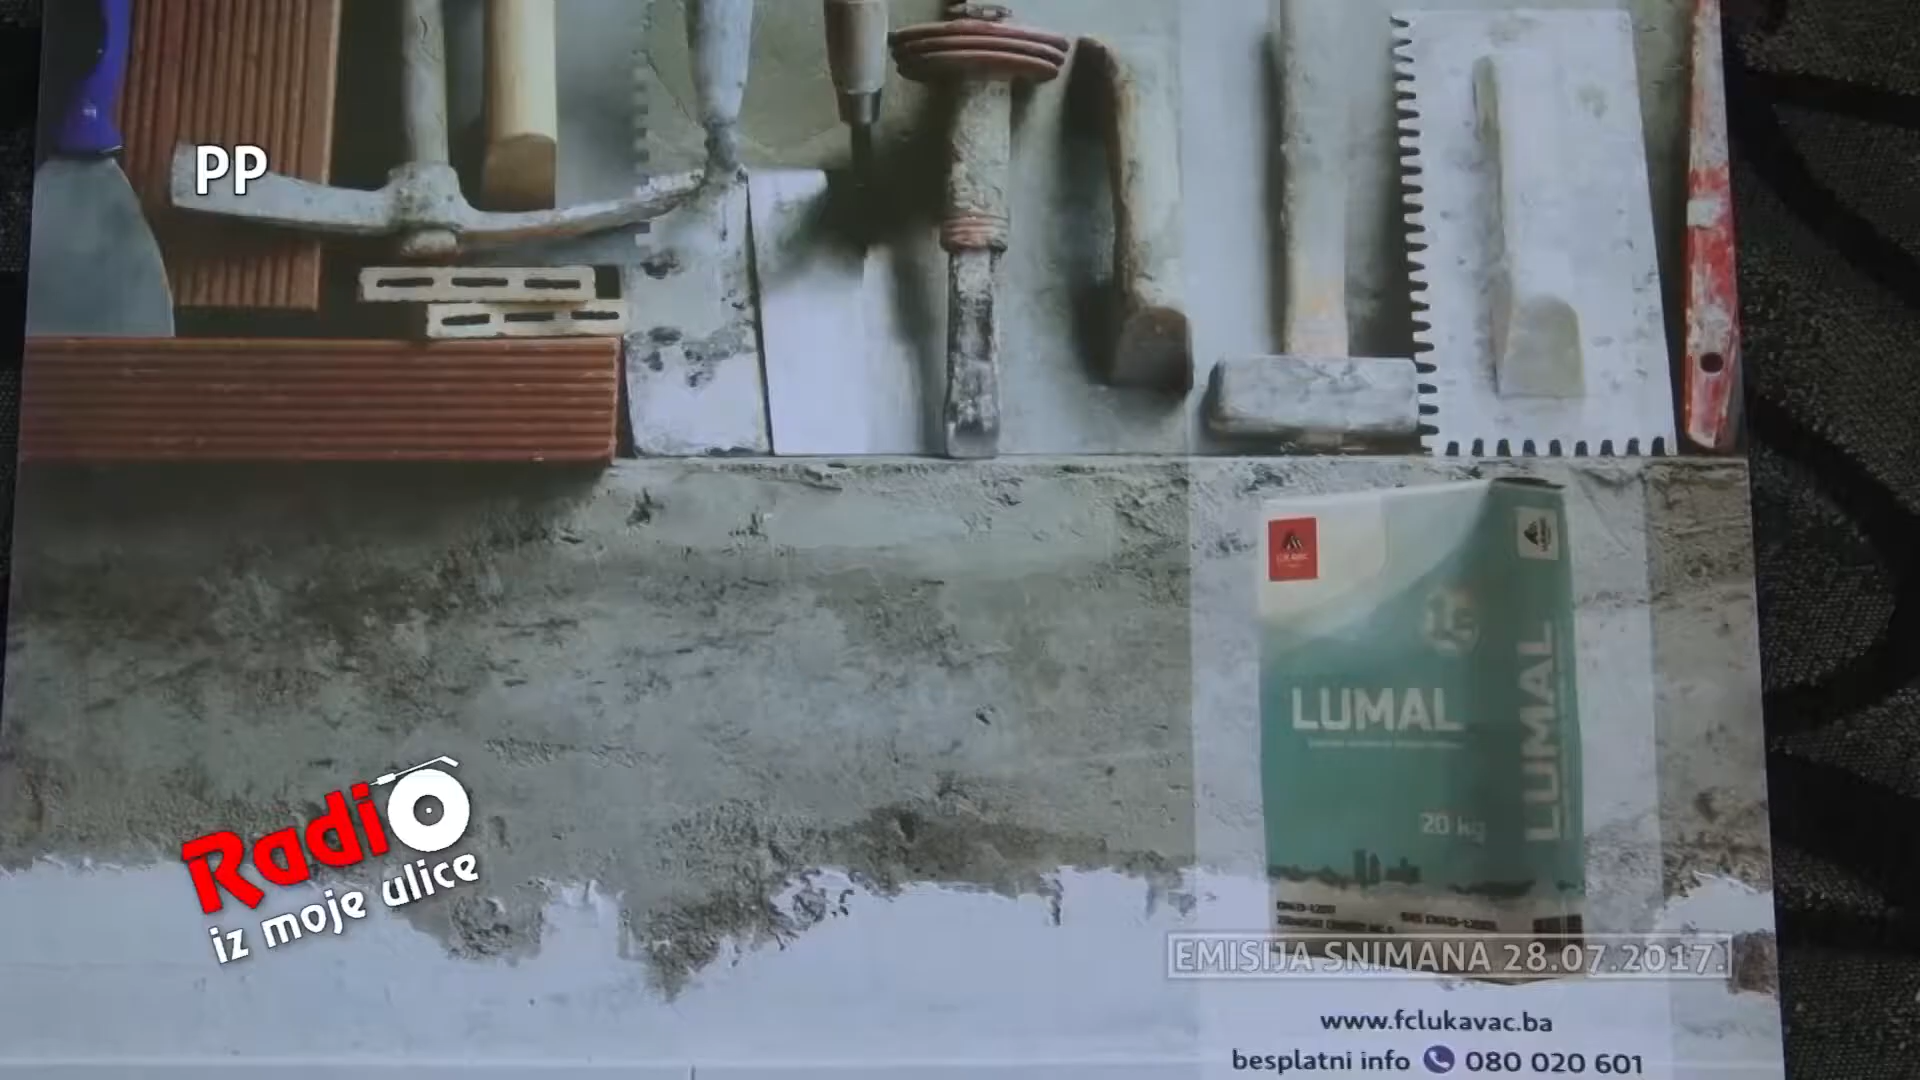 PP
LUMAL
LUMAL
20 kg
Radio
iz moje ulice
EMISIJA SNIMANA 28.07.2017.
www.fclukavac.ba
besplatni info 080 020 601